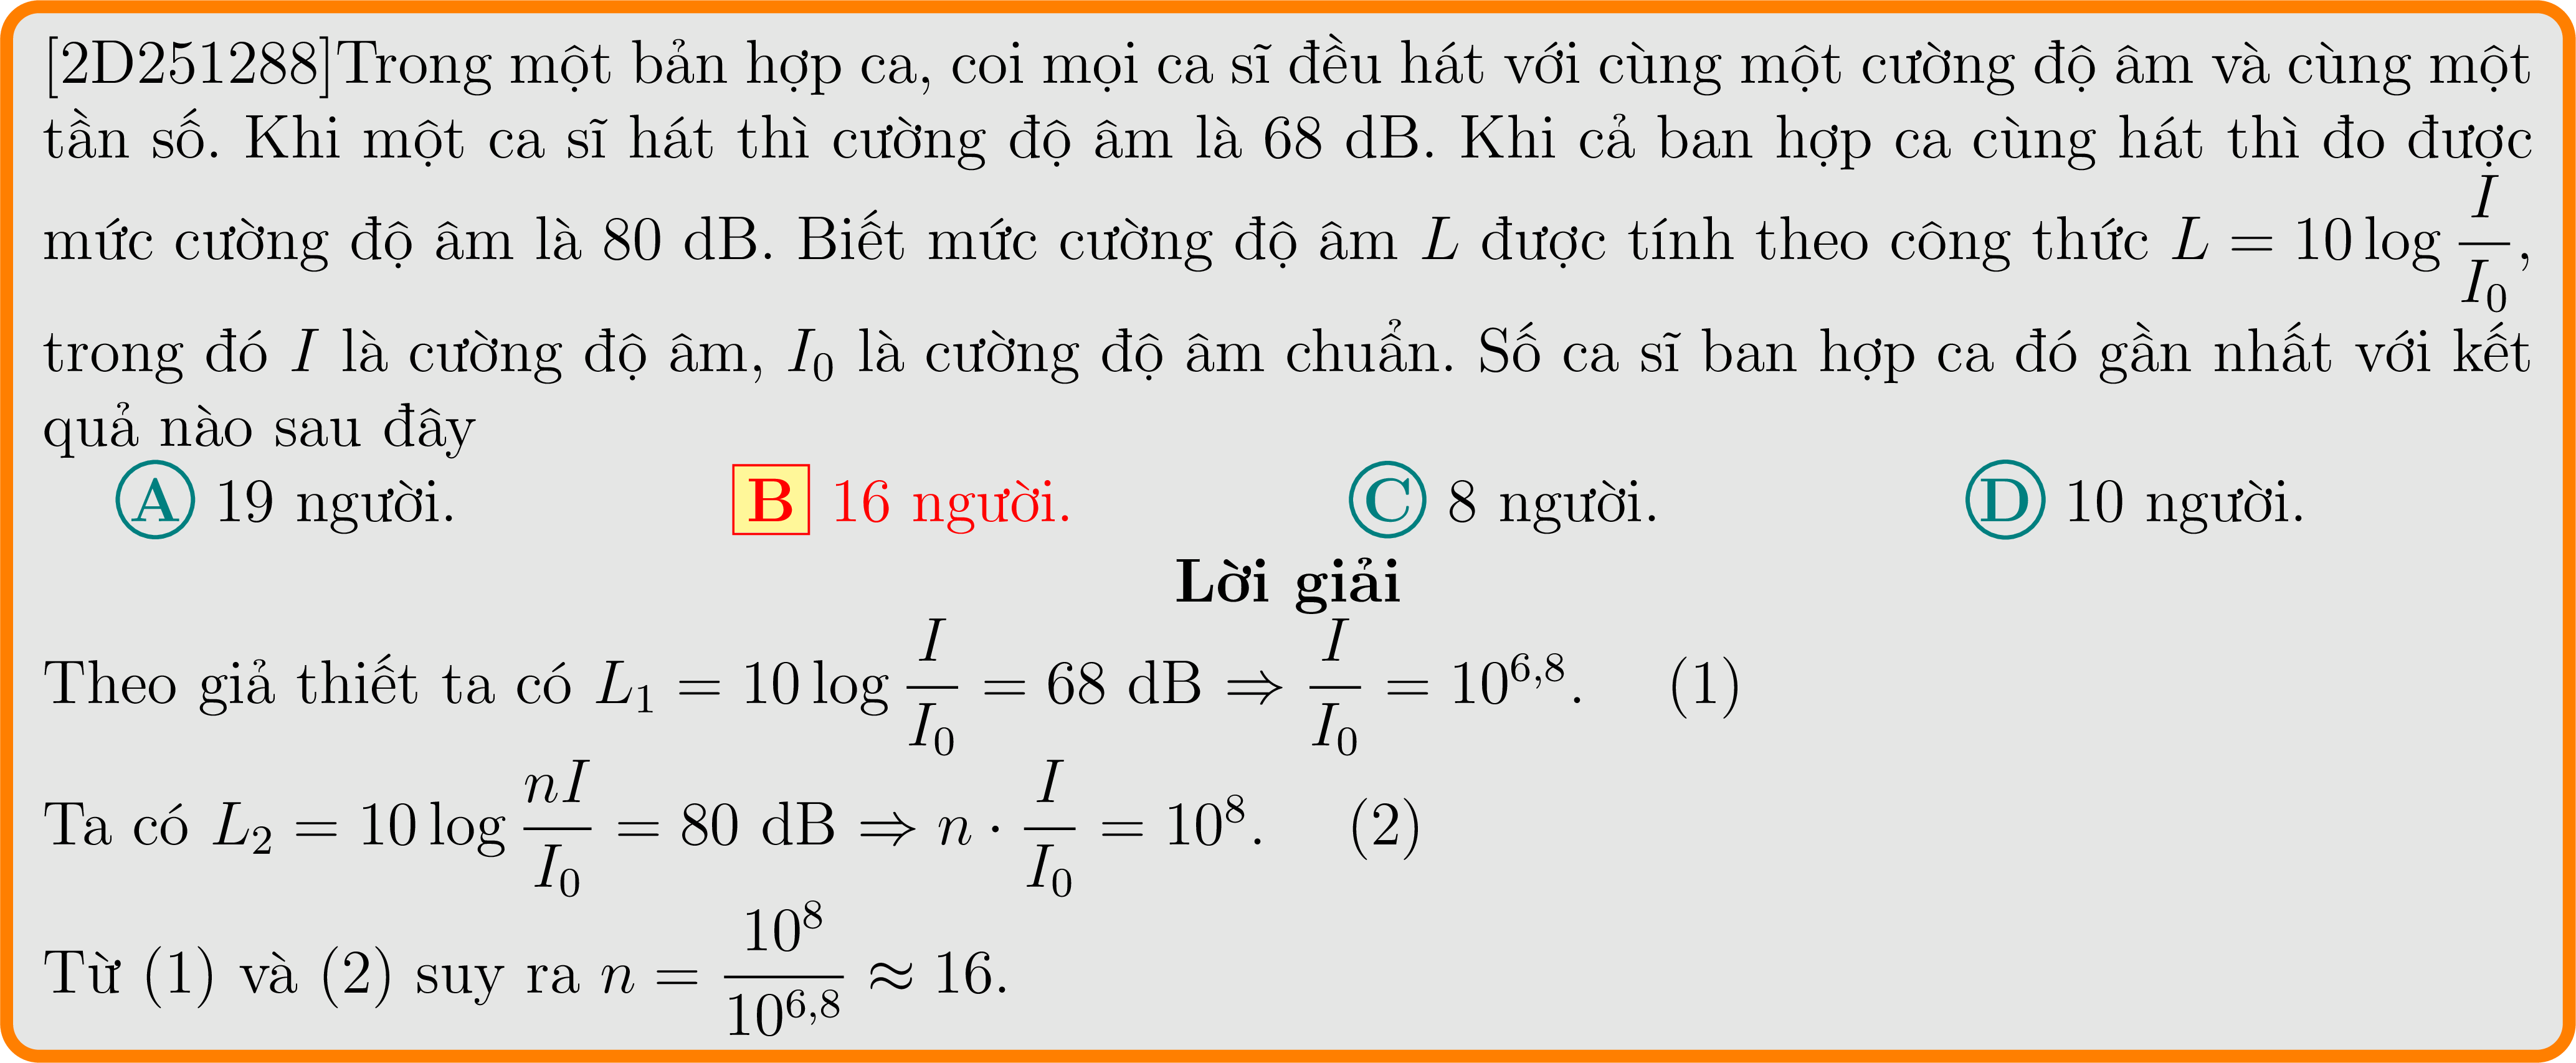 [2D251288]Trong một bản hợp ca, coi mọi ca sĩ đều hát với cùng một cường độ âm và cùng một
tần số. Khi một ca sĩ hát thì cường độ âm là 68 dB. Khi cả ban hợp ca cùng hát thì đo được
mức cường độ âm là 80 dB. Biết mức cường độ âm $L$ được tính theo công thức $L = 10 \log \dfrac{I}{I_0}$,
trong đó $I$ là cường độ âm, $I_0$ là cường độ âm chuẩn. Số ca sĩ ban hợp ca đó gần nhất với kết
quả nào sau đây
A 19 người. B 16 người. C 8 người. D 10 người.
Lời giải
Theo giả thiết ta có $L_1 = 10 \log \dfrac{I}{I_0} = 68$ dB $\Rightarrow \dfrac{I}{I_0} = 10^{6,8}$. (1)
Ta có $L_2 = 10 \log \dfrac{nI}{I_0} = 80$ dB $\Rightarrow n \cdot \dfrac{I}{I_0} = 10^8$. (2)
Từ (1) và (2) suy ra $n = \dfrac{10^8}{10^{6,8}} \approx 16$.